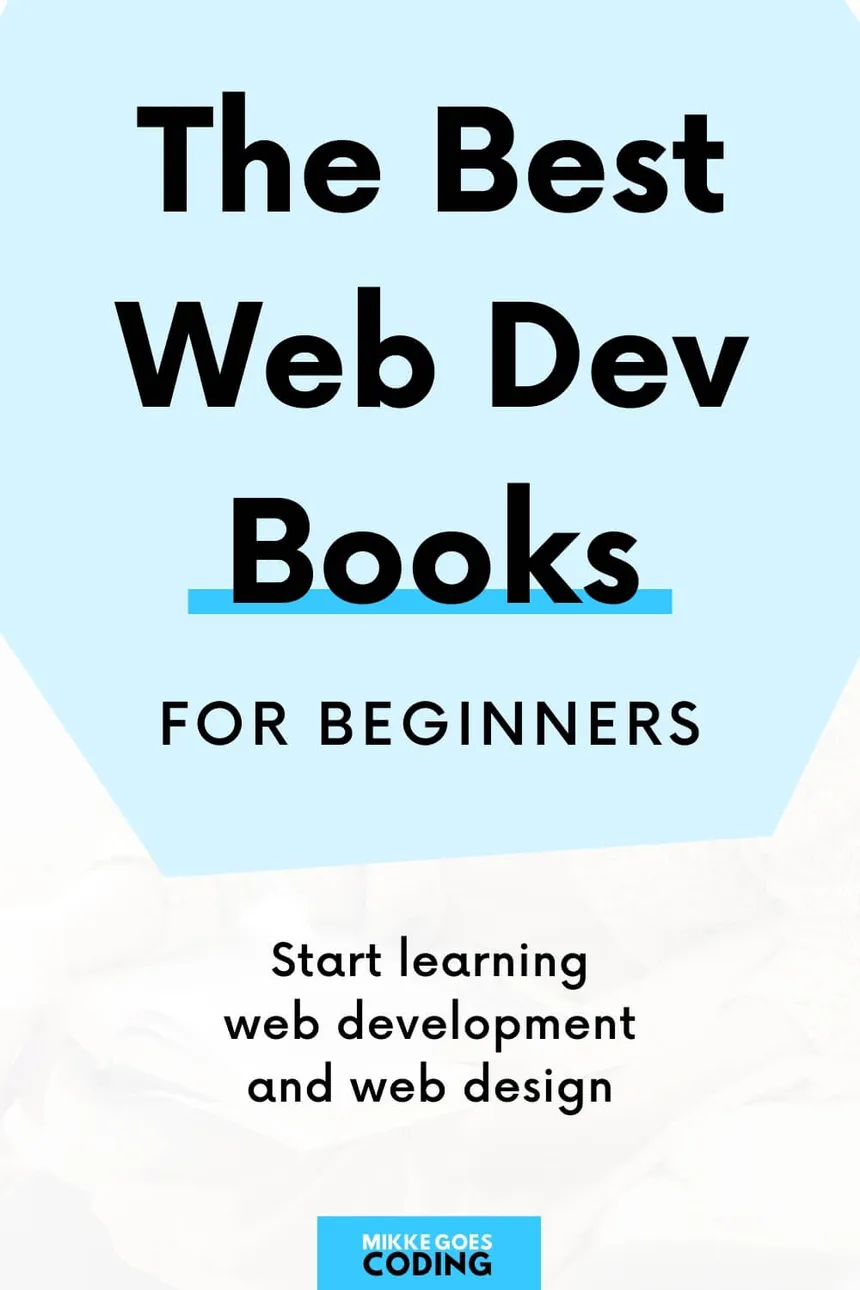 The Best
Web Dev
Books
FOR BEGINNERS
Start learning
web development
and web design
MIKKE GOES
CODING